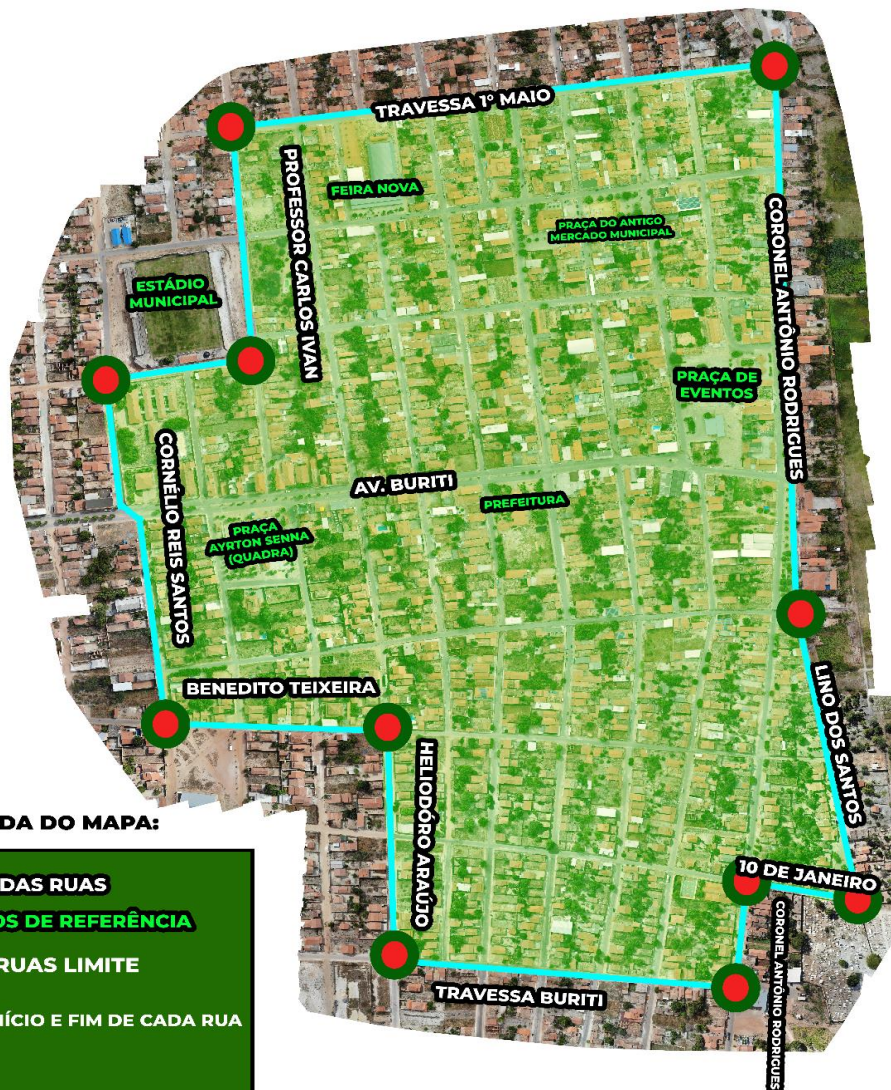 TRAVESSA 1º MAIO
PROFESSOR CARLOS IVAN
FEIRA NOVA
PRAÇA DO ANTIGO
MERCADO MUNICIPAL
CORONEL ANTÔNIO RODRIGUES
ESTÁDIO
MUNICIPAL
PRAÇA DE
EVENTOS
CORNÉLIO REIS SANTOS
AV. BURITI
PREFEITURA
PRAÇA
AYRTON SENNA
(QUADRA)
BENEDITO TEIXEIRA
LINO DOS SANTOS
HELIODÓRO ARAÚJO
10 DE JANEIRO
CORONEL ANTÔNIO RODRIGUES
TRAVESSA BURITI
DA DO MAPA:
DAS RUAS
OS DE REFERÊNCIA
RUAS LIMITE
NÍCIO E FIM DE CADA RUA